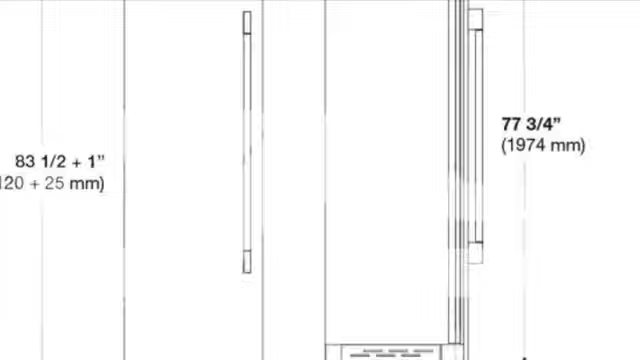 83 1/2 + 1”
120 + 25 mm)
77 3/4”
(1974 mm)